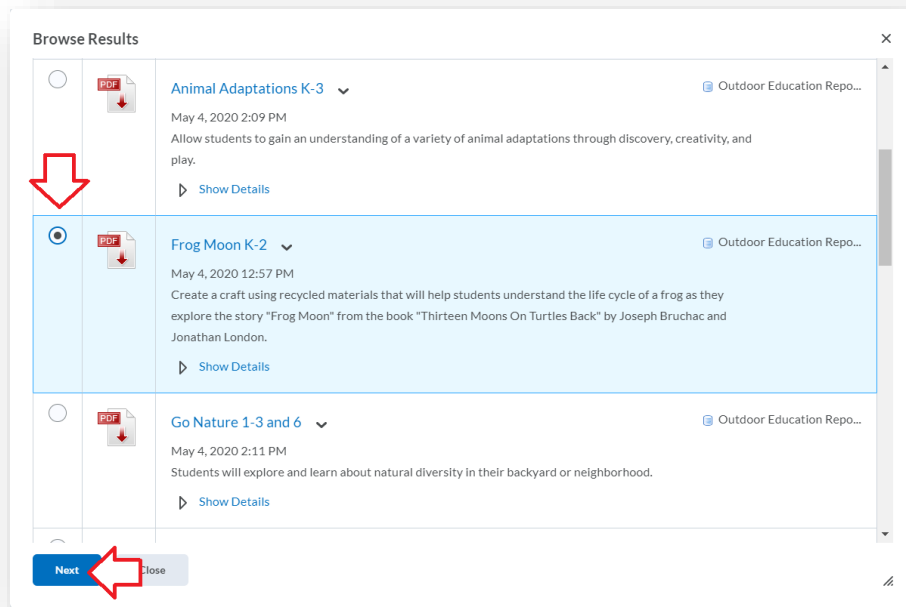 Browse Results
PDF
Animal Adaptations K-3
Outdoor Education Repo...
May 4, 2020 2:09 PM
Allow students to gain an understanding of a variety of animal adaptations through discovery, creativity, and
play.
Show Details
PDF
Frog Moon K-2
Outdoor Education Repo...
May 4, 2020 12:57 PM
Create a craft using recycled materials that will help students understand the life cycle of a frog as they
explore the story "Frog Moon" from the book "Thirteen Moons On Turtles Back" by Joseph Bruchac and
Jonathan London.
Show Details
PDF
Go Nature 1-3 and 6
Outdoor Education Repo...
May 4, 2020 2:11 PM
Students will explore and learn about natural diversity in their backyard or neighborhood.
Show Details
Next
Close